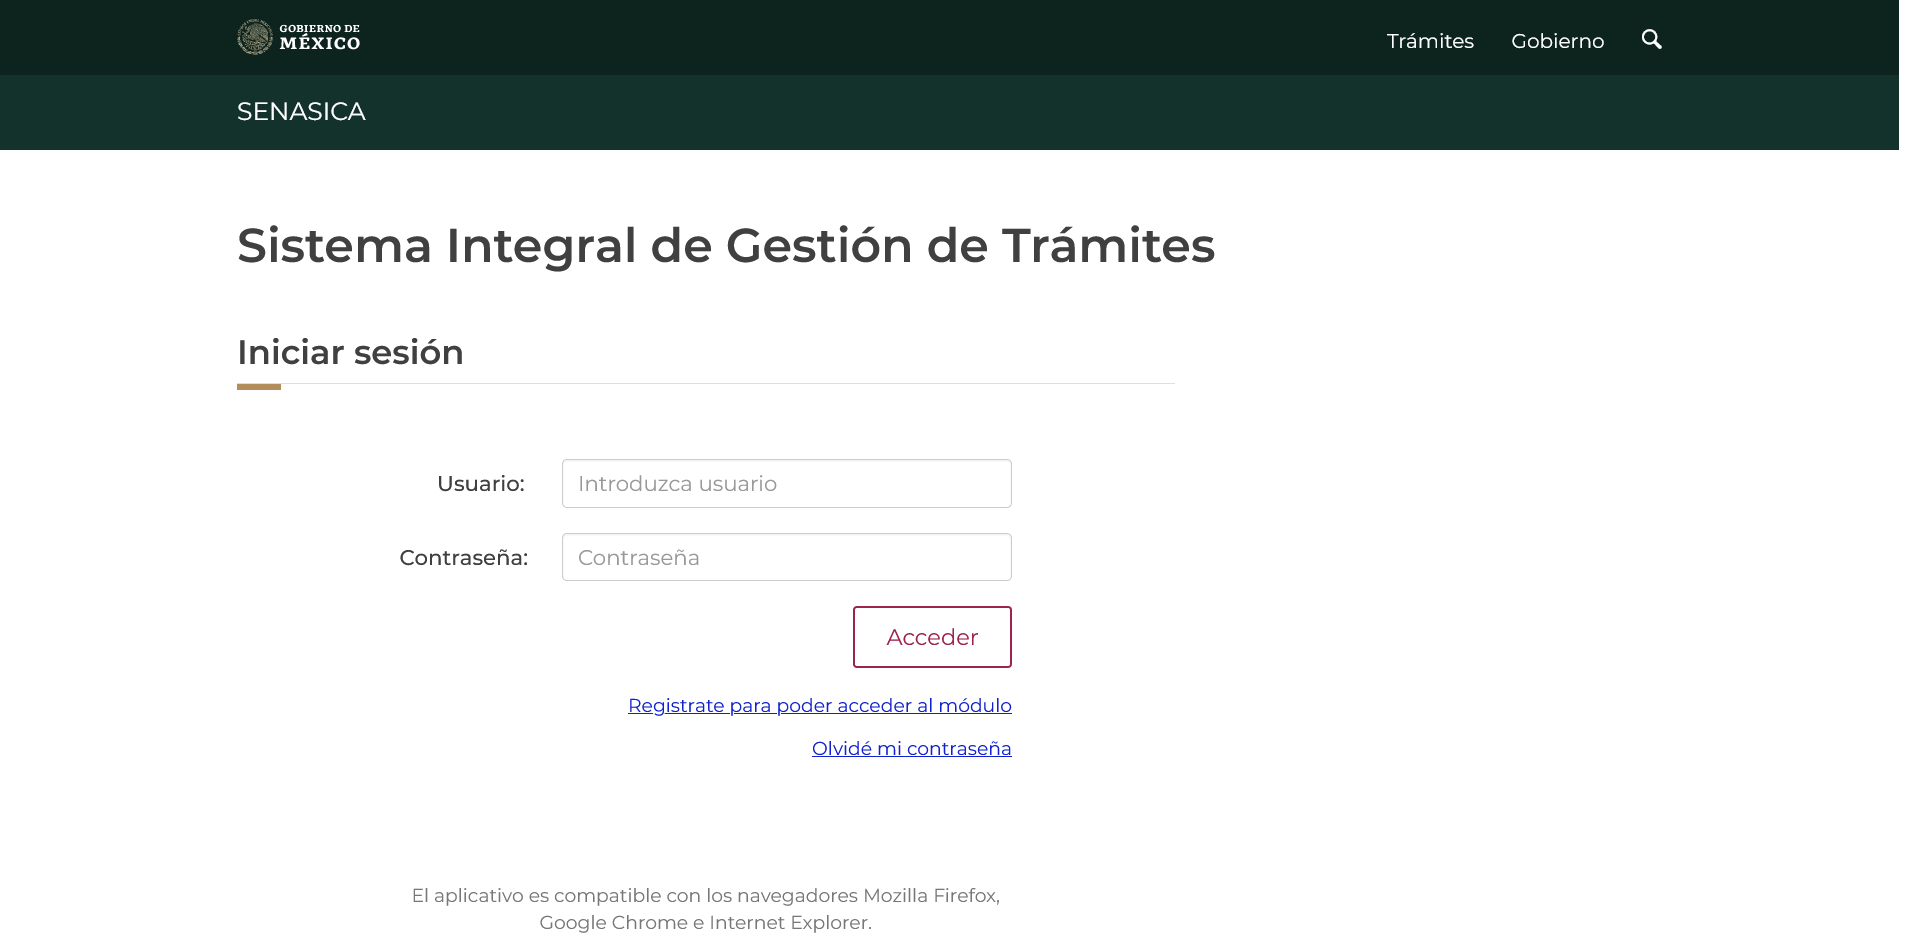 GOBIERNO DE
MÉXICO
Trámites
Gobierno
SENASICA
Sistema Integral de Gestión de Trámites
Iniciar sesión
Usuario:
Introduzca usuario
Contraseña:
Contraseña
Acceder
Registrate para poder acceder al módulo
Olvidé mi contraseña
El aplicativo es compatible con los navegadores Mozilla Firefox,
Google Chrome e Internet Explorer.